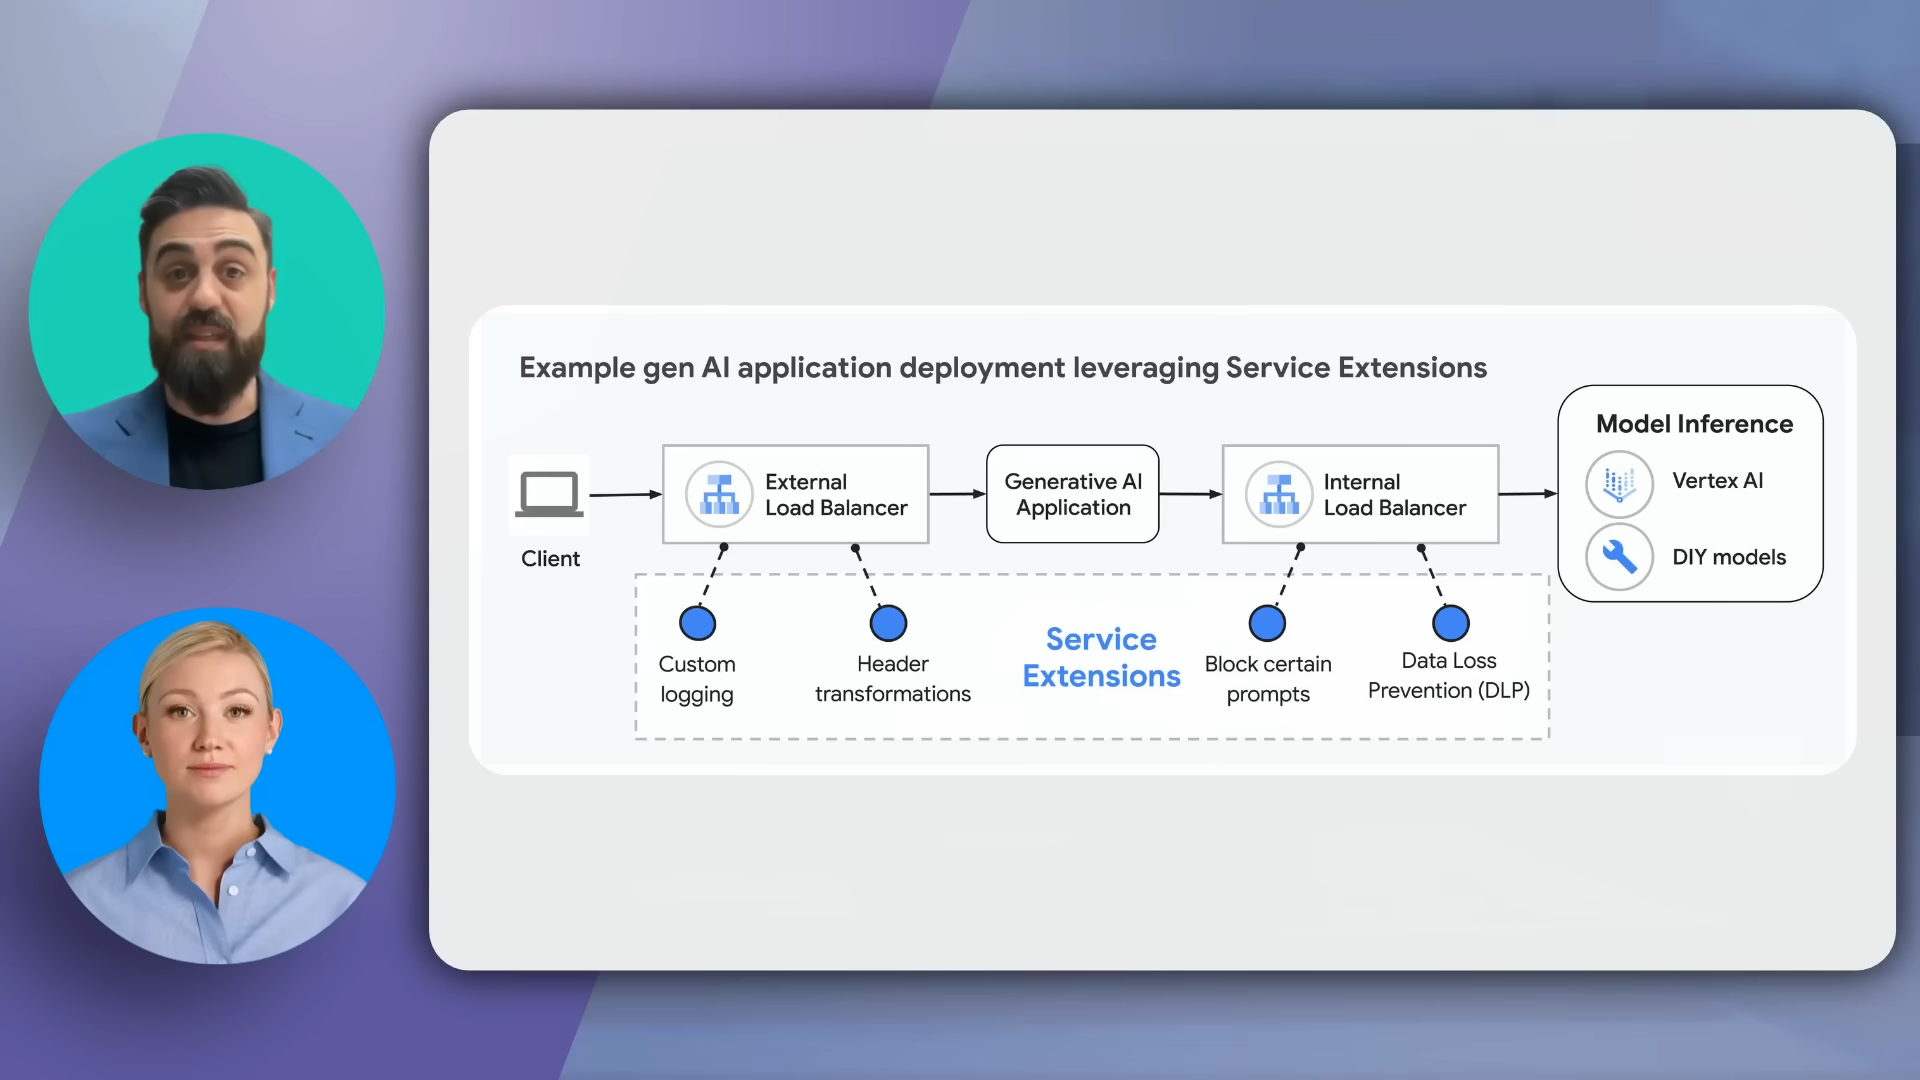 Example gen AI application deployment leveraging Service Extensions
Client
External
Load Balancer
Generative AI
Application
Internal
Load Balancer
Model Inference
Vertex AI
DIY models
Custom
logging
Header
transformations
Service
Extensions
Block certain
prompts
Data Loss
Prevention (DLP)